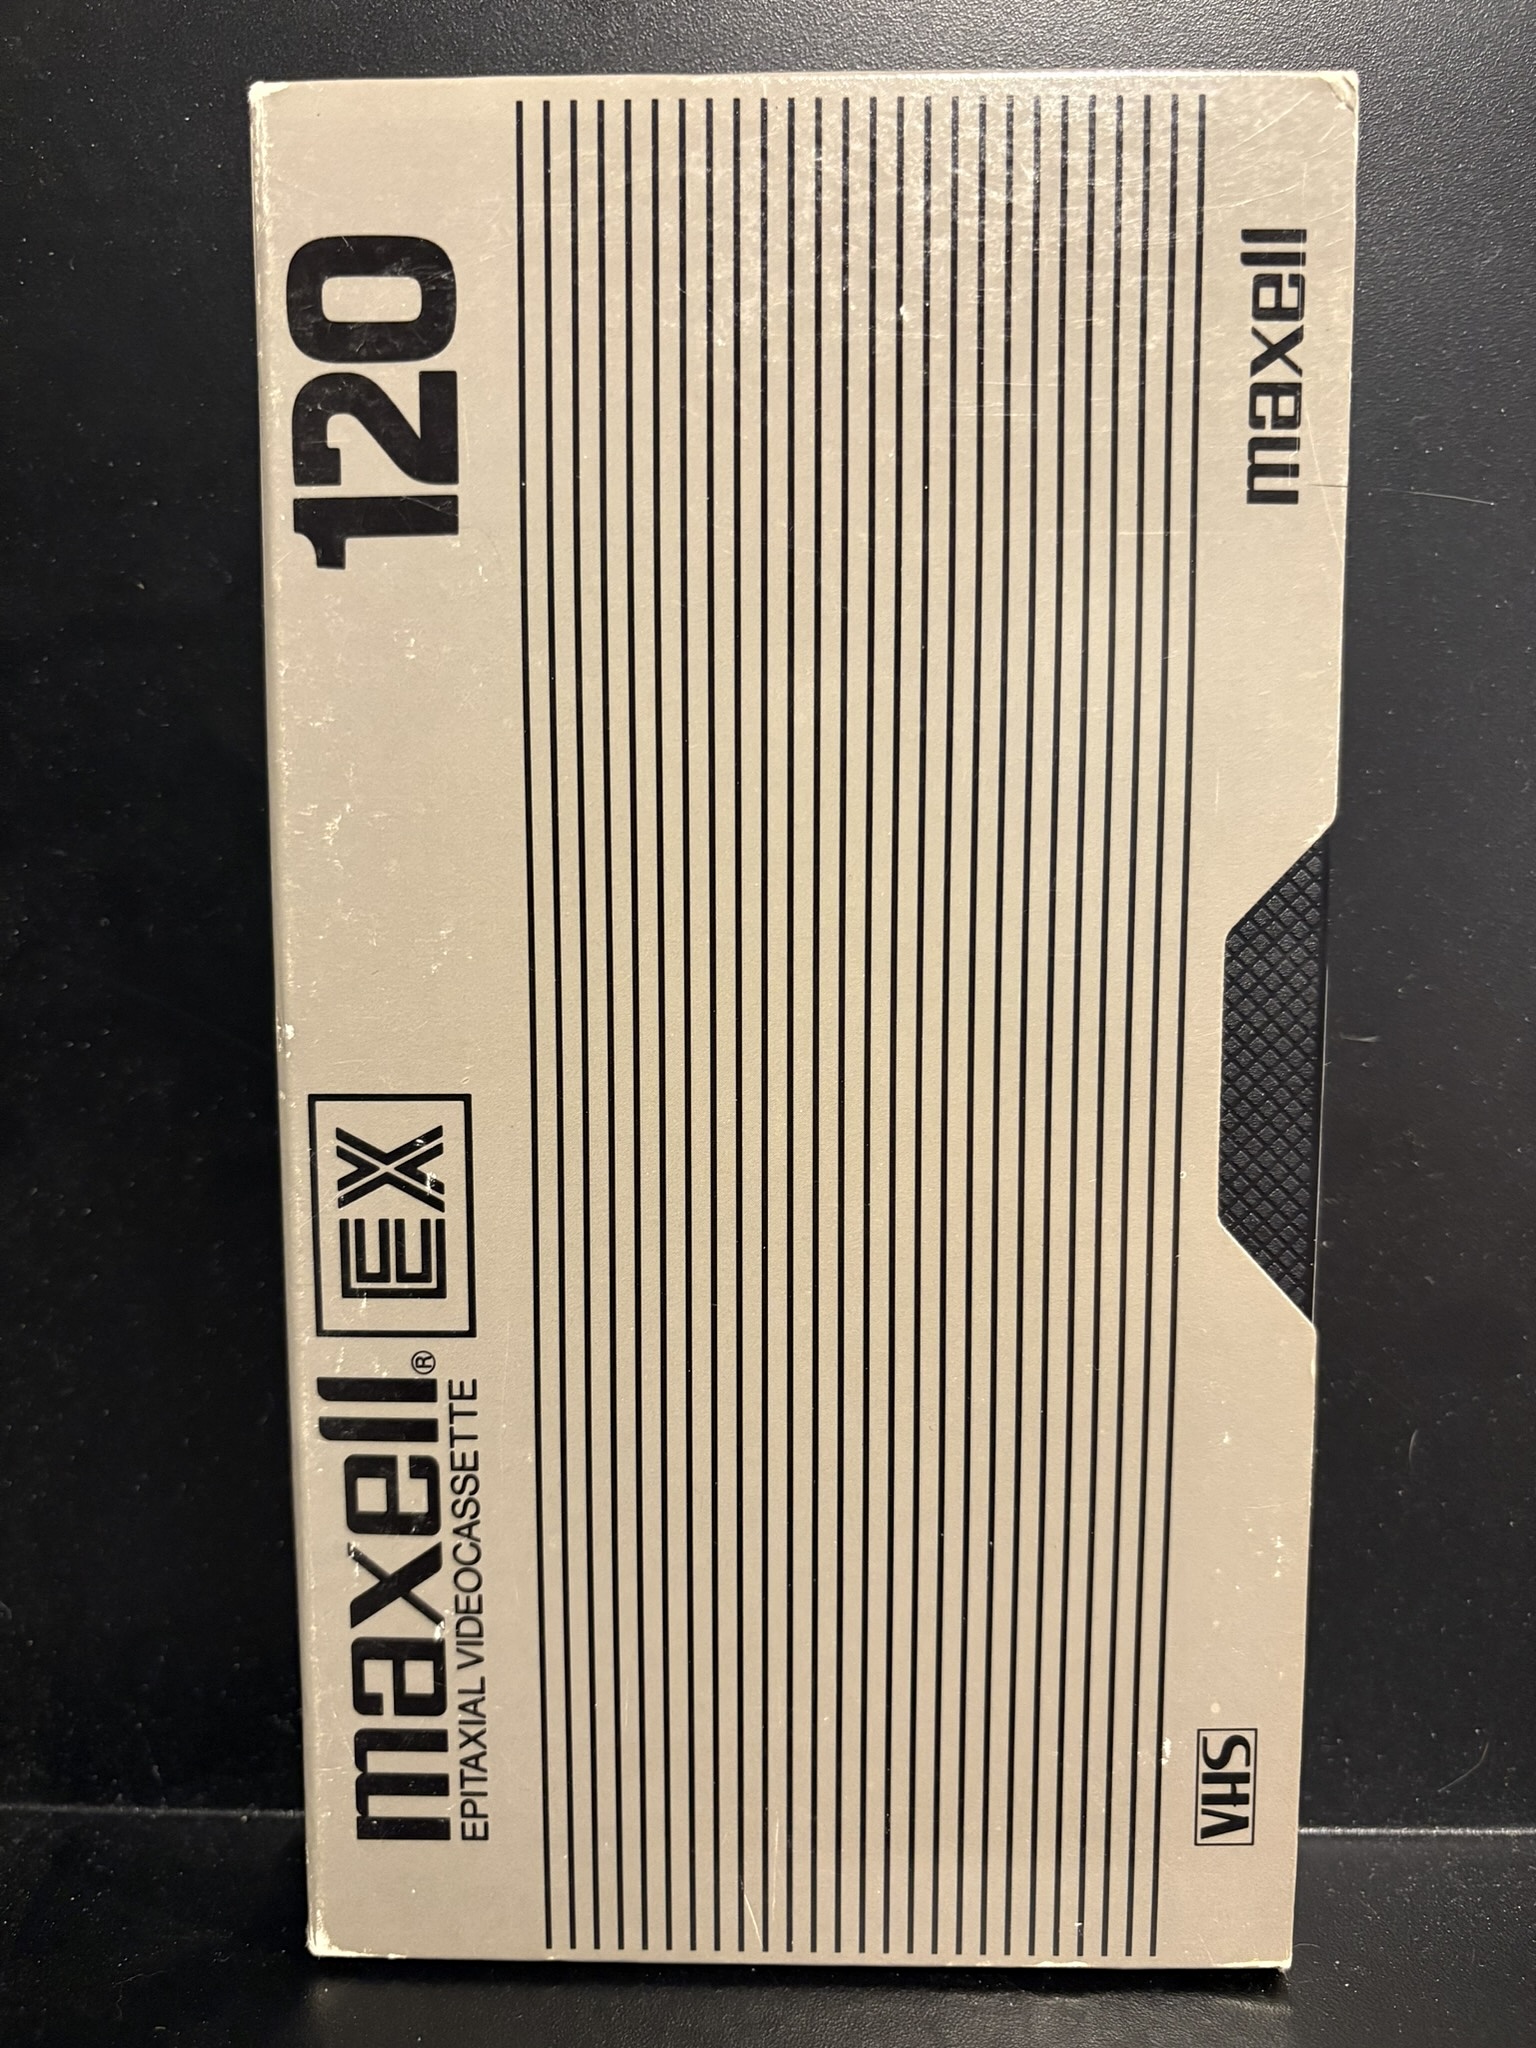 maxell® EX 120
EPITAXIAL VIDEOCASSETTE
VHS maxell